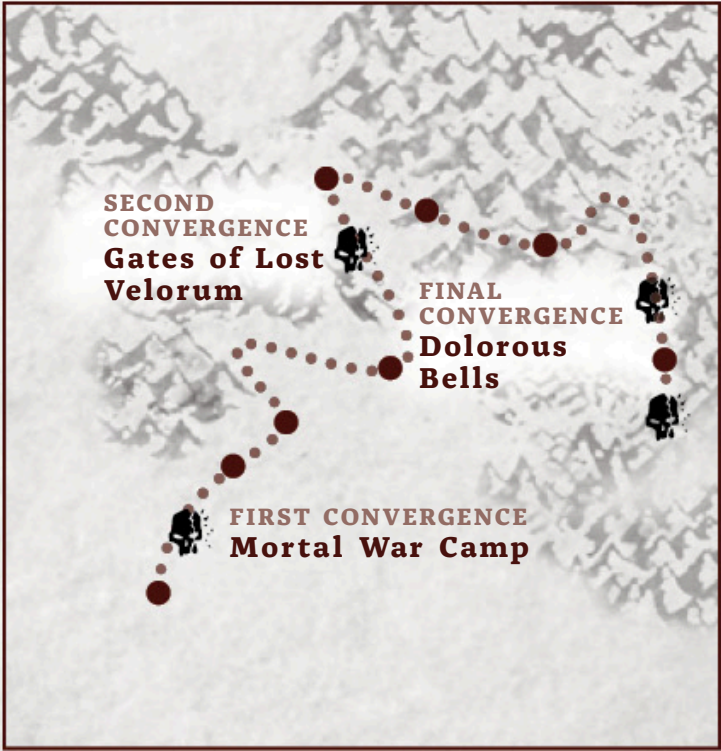 SECOND
CONVERGENCE
Gates of Lost
Velorum
FINAL
CONVERGENCE
Dolorous
Bells
FIRST CONVERGENCE
Mortal War Camp